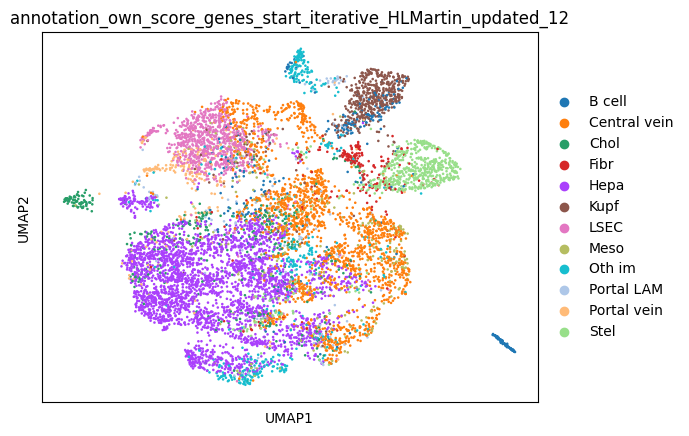 annotation_own_score_genes_start_iterative_HLMartin_updated_12
UMAP2
UMAP1
B cell
Central vein
Chol
Fibr
Hepa
Kupf
LSEC
Meso
Oth im
Portal LAM
Portal vein
Stel